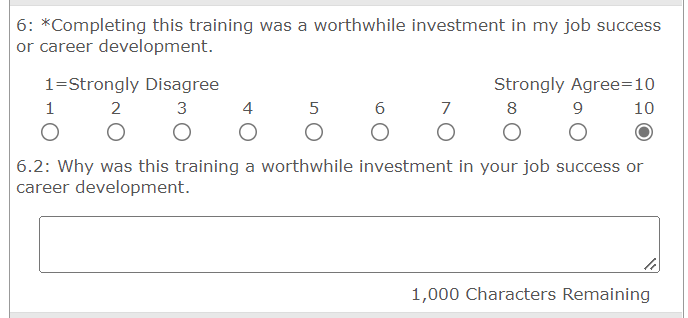 6: *Completing this training was a worthwhile investment in my job success
or career development.
1=Strongly Disagree Strongly Agree=10
1 2 3 4 5 6 7 8 9 10
6.2: Why was this training a worthwhile investment in your job success or
career development.
1,000 Characters Remaining